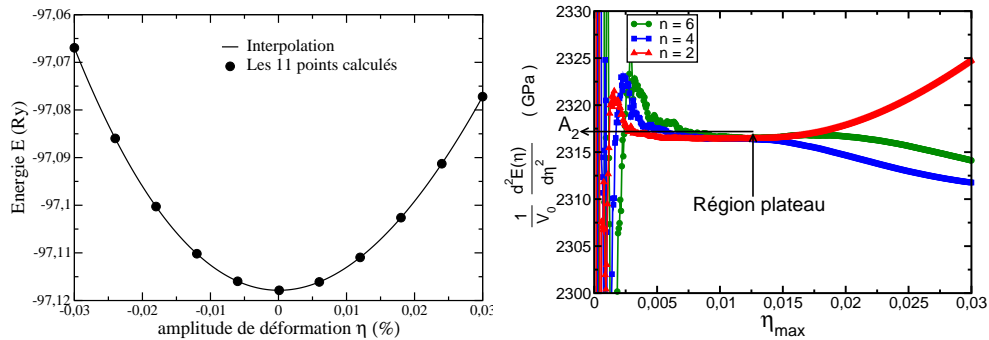 -97,06
-97,07
-97,08
-97,09
-97,1
-97,11
-97,12
Energie E (Ry)
Interpolation
Les 11 points calculés
-0,03 -0,02 -0,01 0 0,01 0,02 0,03
amplitude de déformation η (%)
2330
2325
2320
2315
2310
2305
2300
A₂
1/V₀ d²E(η)/dη² ( GPa )
n = 6
n = 4
n = 2
Région plateau
0 0,005 0,01 0,015 0,02 0,025 0,03
ηmax